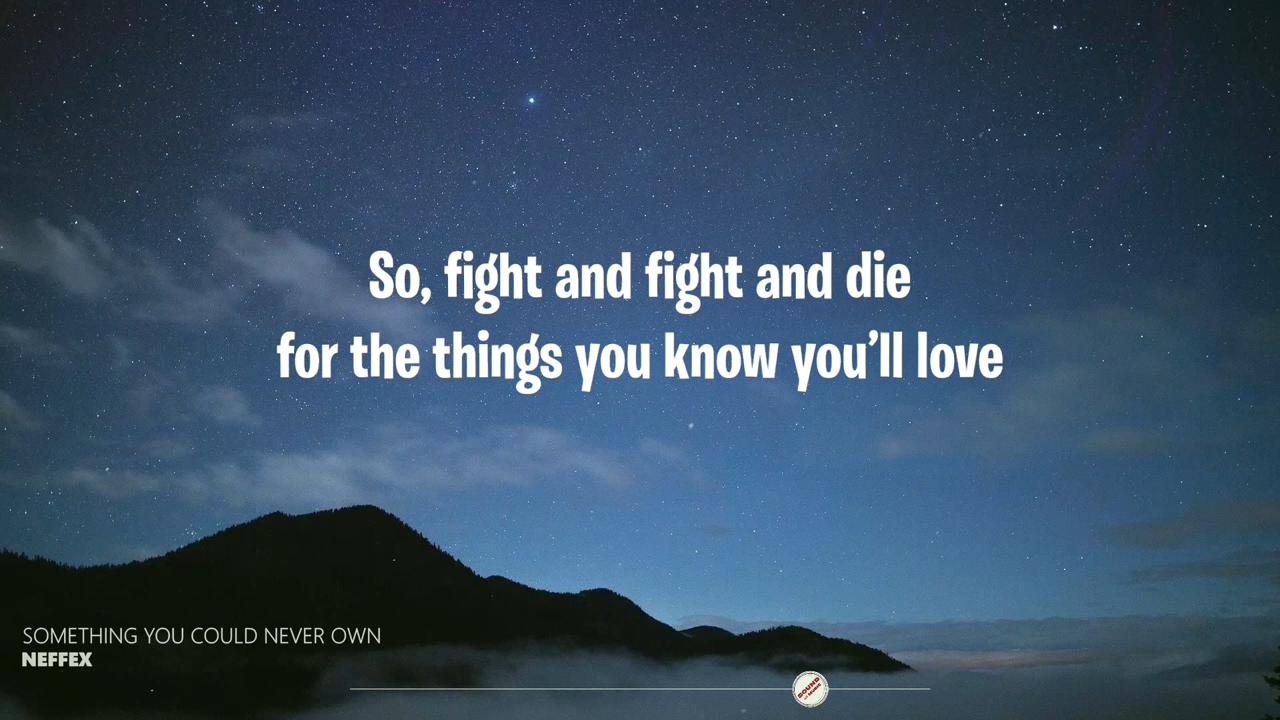 So, fight and fight and die
for the things you know you'll love
SOMETHING YOU COULD NEVER OWN
NEFFEX
SOUND